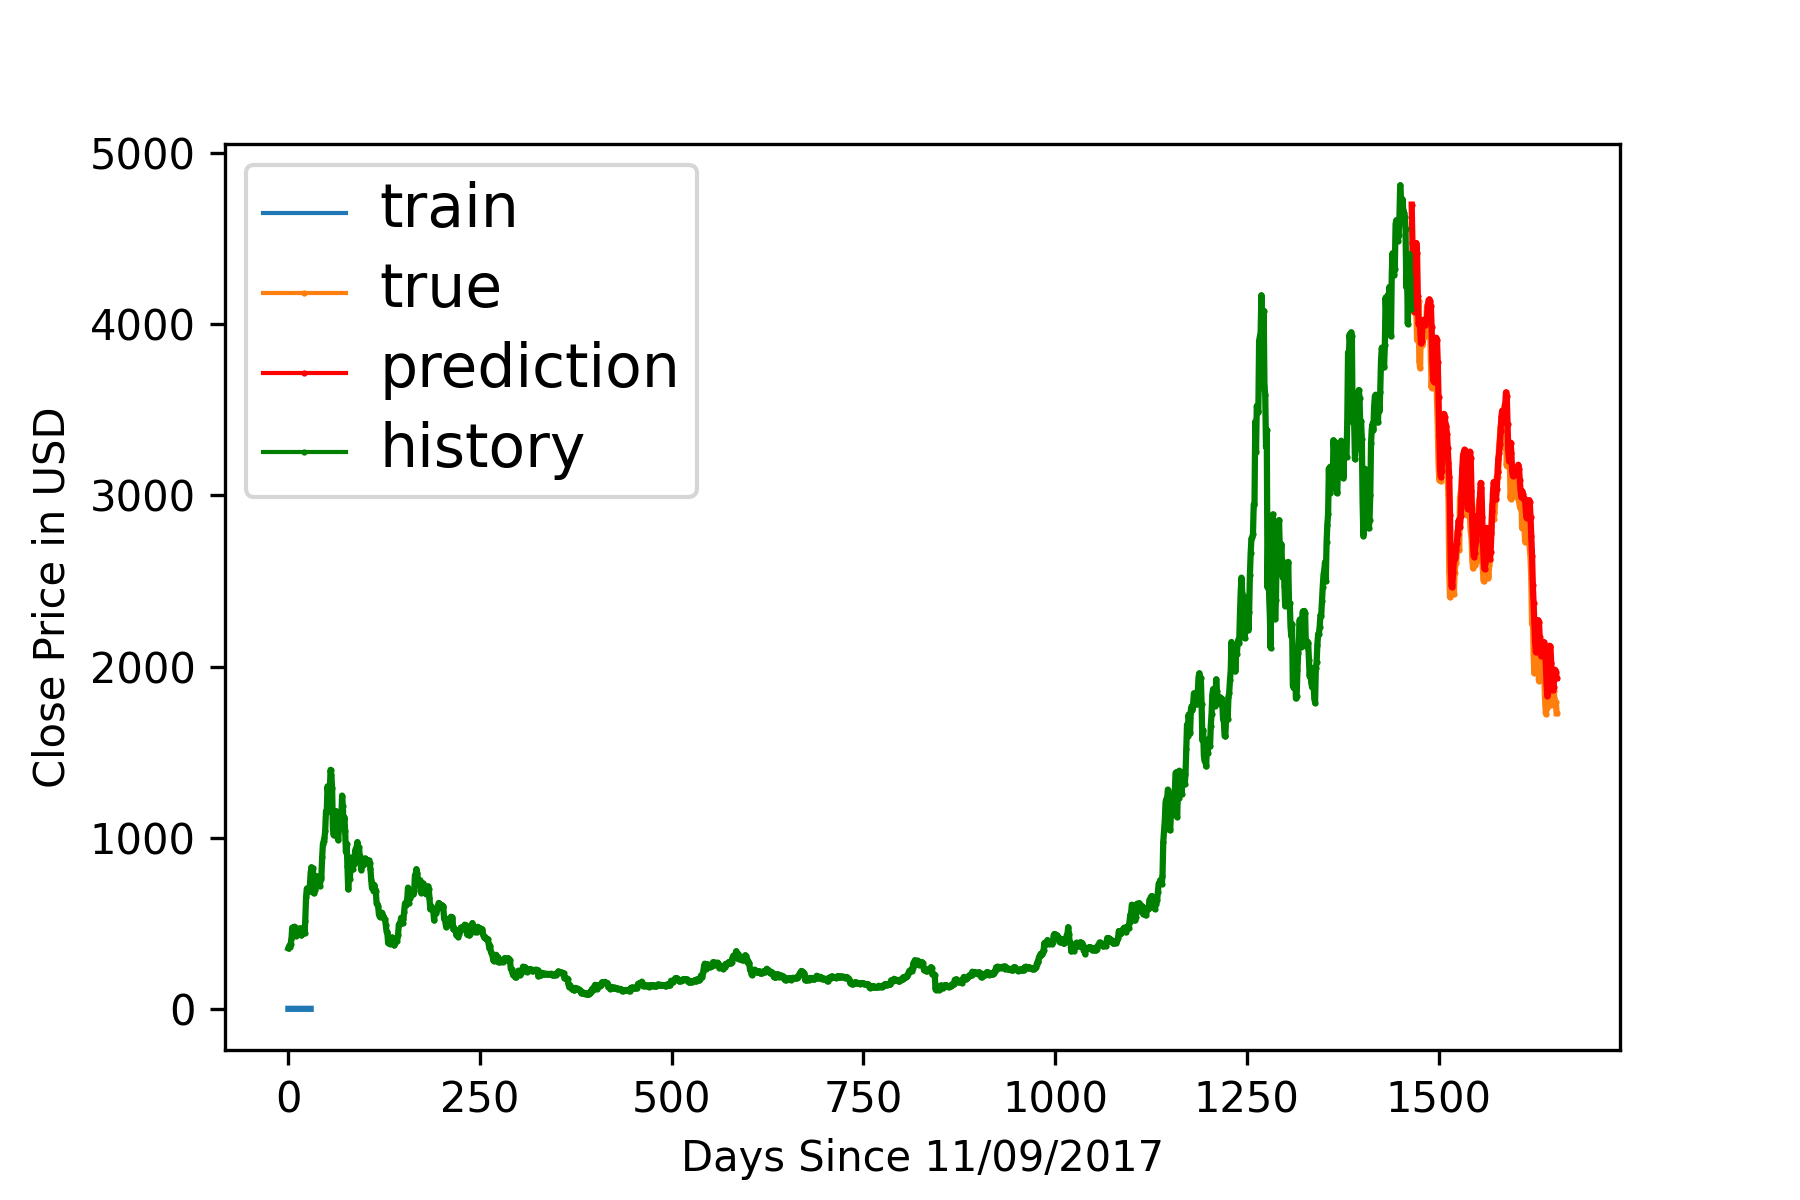 5000
4000
3000
2000
1000
0
Close Price in USD
train
true
prediction
history
0 250 500 750 1000 1250 1500
Days Since 11/09/2017